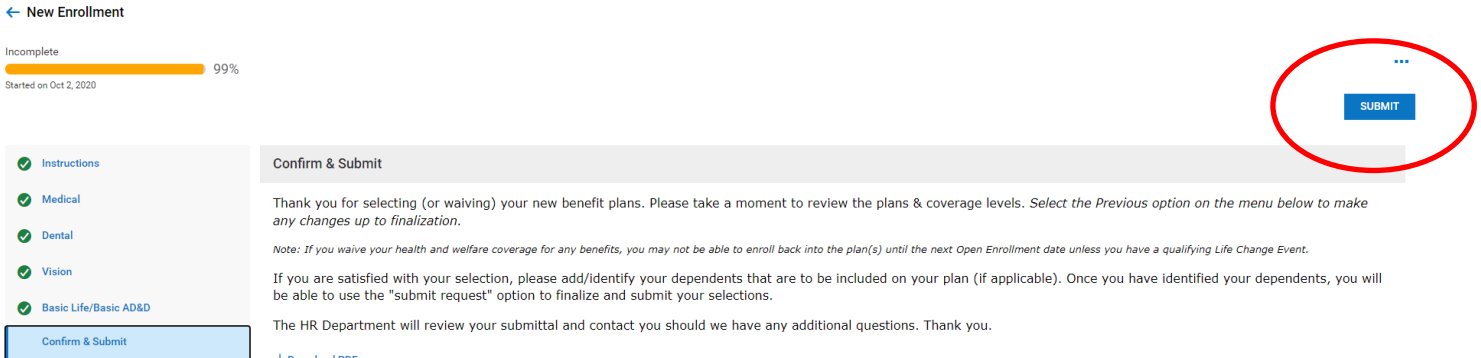 New Enrollment
Incomplete
99%
Started on Oct 2, 2020
SUBMIT
Instructions
Medical
Dental
Vision
Basic Life/Basic AD&D
Confirm & Submit
Confirm & Submit
Thank you for selecting (or waiving) your new benefit plans. Please take a moment to review the plans & coverage levels. Select the Previous option on the menu below to make
any changes up to finalization.
Note: If you waive your health and welfare coverage for any benefits, you may not be able to enroll back into the plan(s) until the next Open Enrollment date unless you have a qualifying Life Change Event.
If you are satisfied with your selection, please add/identify your dependents that are to be included on your plan (if applicable). Once you have identified your dependents, you will
be able to use the "submit request" option to finalize and submit your selections.
The HR Department will review your submittal and contact you should we have any additional questions. Thank you.